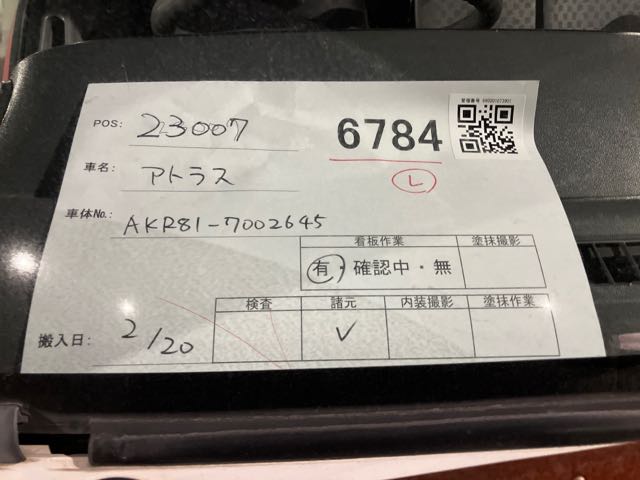 POS: 23007
6784
L
車名: アトラス
車体No.: AKR81-7002645
看板作業 塗抹撮影
有・確認中・無
検査 諸元 内装撮影 塗抹作業
搬入日: 2/20 ✓